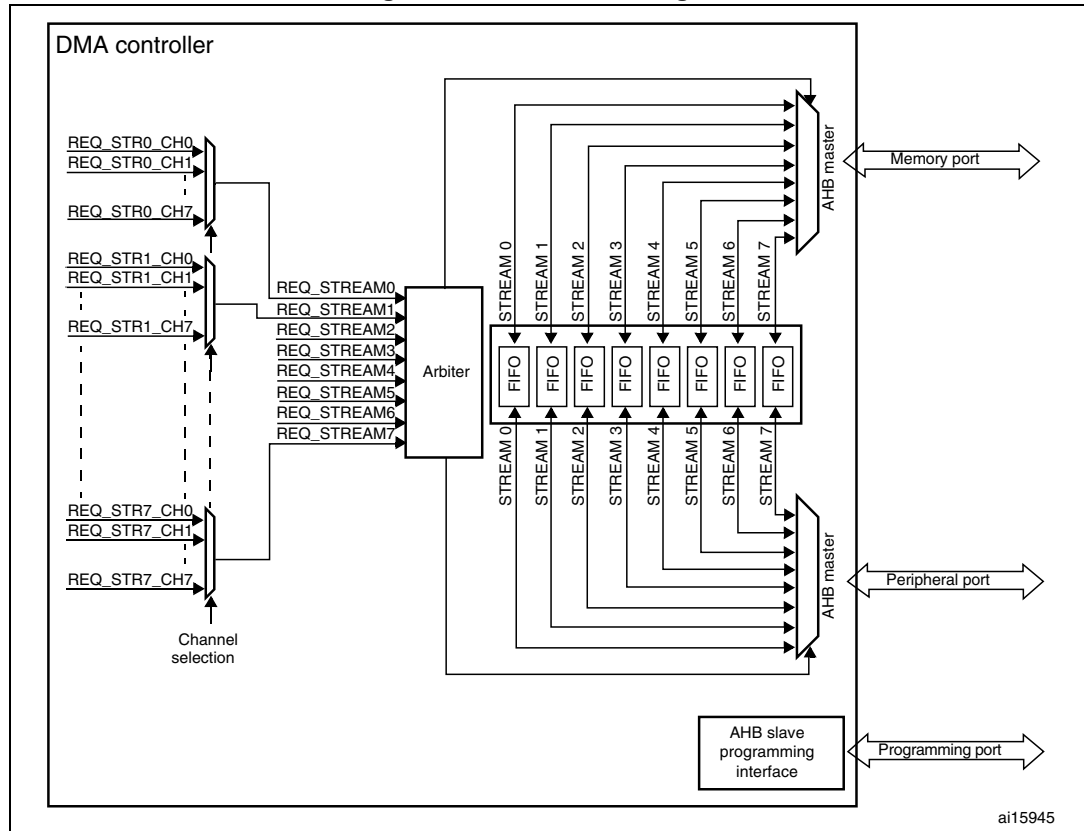 DMA controller
REQ_STR0_CH0
REQ_STR0_CH1
REQ_STR0_CH7
REQ_STR1_CH0
REQ_STR1_CH1
REQ_STR1_CH7
REQ_STR7_CH0
REQ_STR7_CH1
REQ_STR7_CH7
Channel
selection
REQ_STREAM0
REQ_STREAM1
REQ_STREAM2
REQ_STREAM3
REQ_STREAM4
REQ_STREAM5
REQ_STREAM6
REQ_STREAM7
Arbiter
STREAM 0
STREAM 1
STREAM 2
STREAM 3
STREAM 4
STREAM 5
STREAM 6
STREAM 7
FIFO
FIFO
FIFO
FIFO
FIFO
FIFO
FIFO
FIFO
STREAM 0
STREAM 1
STREAM 2
STREAM 3
STREAM 4
STREAM 5
STREAM 6
STREAM 7
AHB master
Memory port
AHB master
Peripheral port
AHB slave
programming
interface
Programming port
ai15945